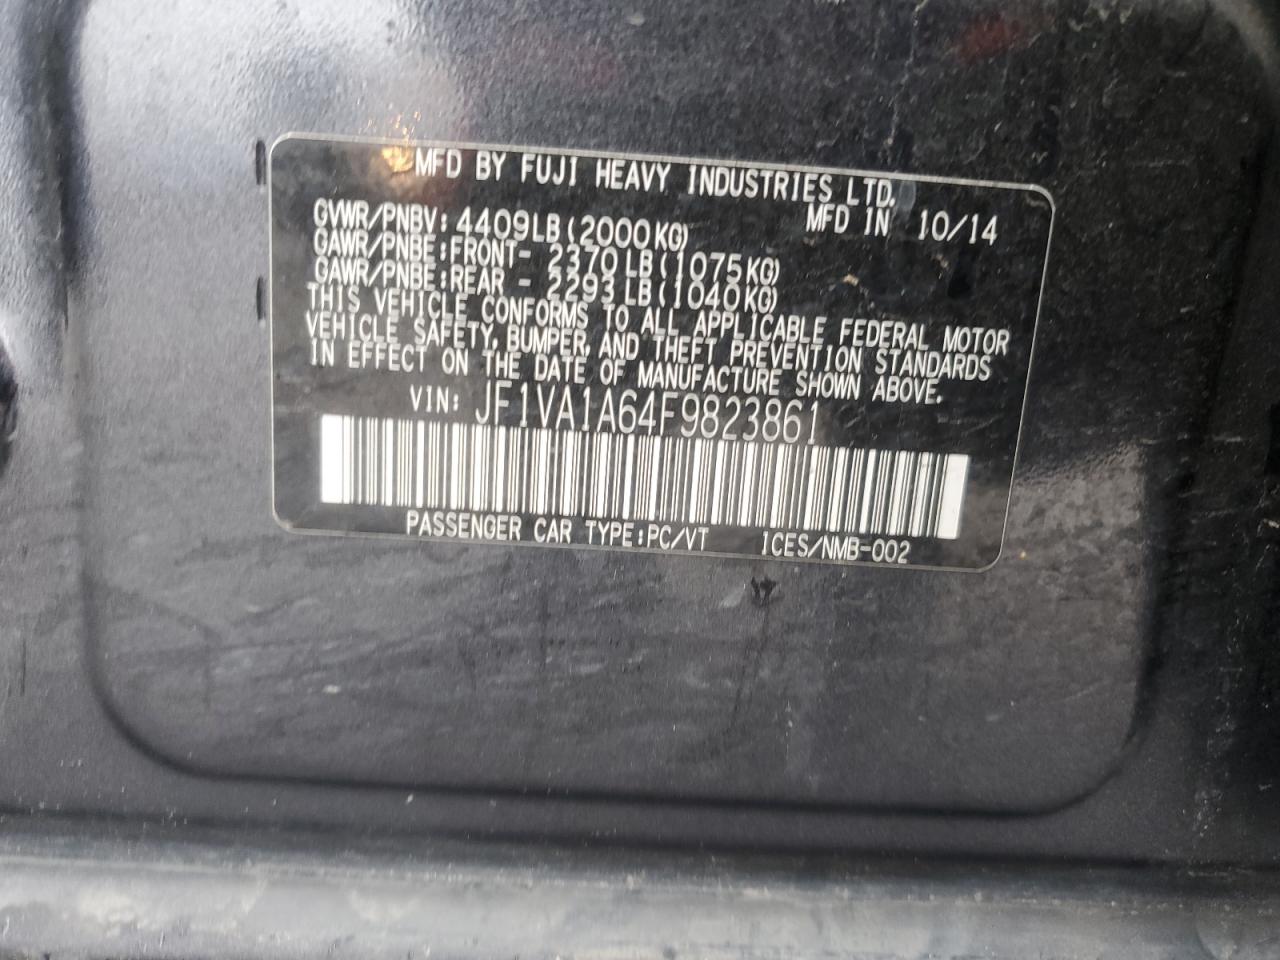 MFD BY FUJI HEAVY INDUSTRIES LTD.
MFD IN 10/14
GVWR/PNBV: 4409LB (2000KG)
GAWR/PNBE:FRONT- 2370LB (1075KG)
GAWR/PNBE:REAR - 2293LB (1040KG)
THIS VEHICLE CONFORMS TO ALL APPLICABLE FEDERAL MOTOR
VEHICLE SAFETY, BUMPER, AND THEFT PREVENTION STANDARDS
IN EFFECT ON THE DATE OF MANUFACTURE SHOWN ABOVE.
VIN: JF1VA1A64F9823861
PASSENGER CAR TYPE:PC/VT ICES/NMB-002